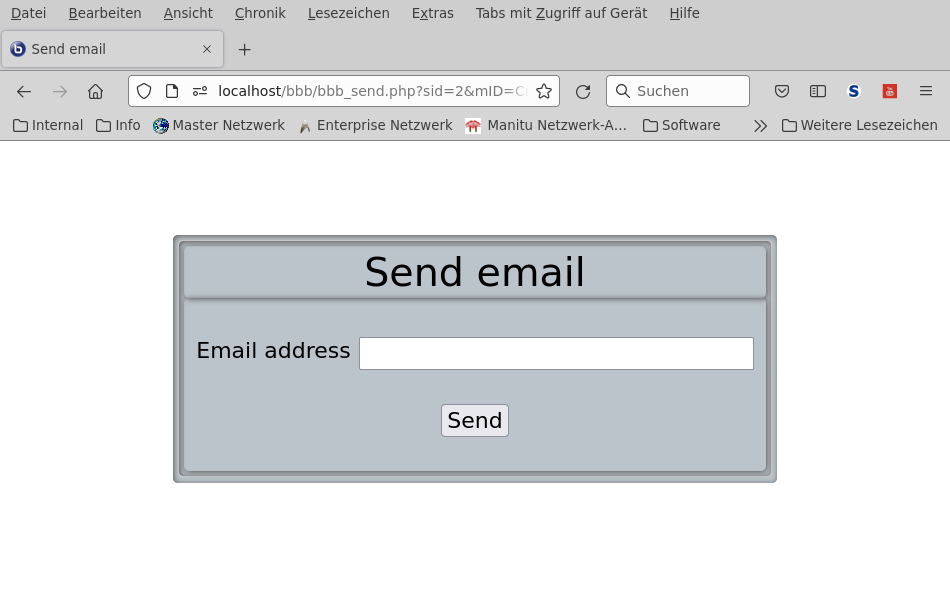 Datei Bearbeiten Ansicht Chronik Lesezeichen Extras Tabs mit Zugriff auf Gerät Hilfe
Send email
localhost/bbb/bbb_send.php?sid=2&mID=C Suchen
Internal Info Master Netzwerk Enterprise Netzwerk Manitu Netzwerk-A... Software Weitere Lesezeichen
Send email
Email address
Send